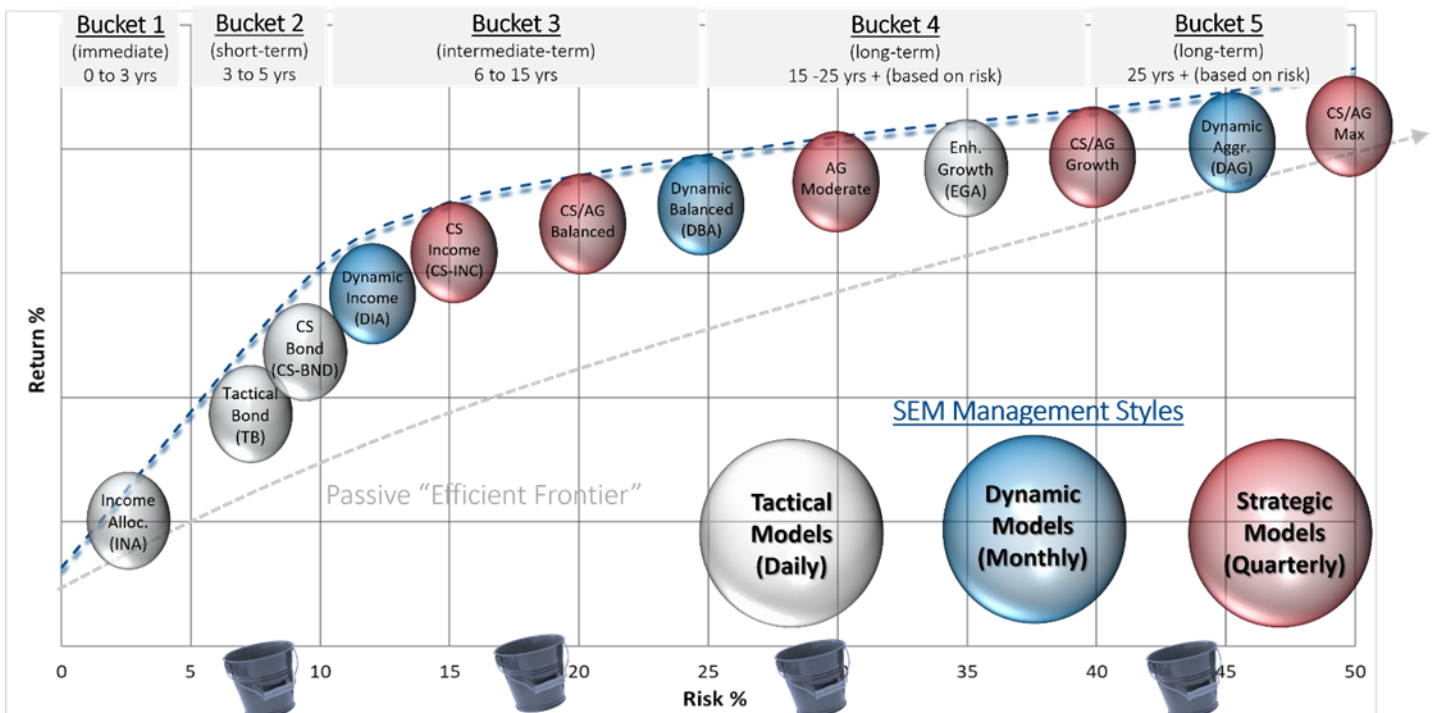 Bucket 1
(immediate)
0 to 3 yrs
Bucket 2
(short-term)
3 to 5 yrs
Bucket 3
(intermediate-term)
6 to 15 yrs
Bucket 4
(long-term)
15 -25 yrs + (based on risk)
Bucket 5
(long-term)
25 yrs + (based on risk)
Return %
Income
Alloc.
(INA)
Tactical
Bond
(TB)
CS
Bond
(CS-BND)
Dynamic
Income
(DIA)
CS
Income
(CS-INC)
CS/AG
Balanced
Dynamic
Balanced
(DBA)
AG
Moderate
Enh.
Growth
(EGA)
CS/AG
Growth
Dynamic
Aggr.
(DAG)
CS/AG
Max
Passive “Efficient Frontier”
SEM Management Styles
Tactical
Models
(Daily)
Dynamic
Models
(Monthly)
Strategic
Models
(Quarterly)
0 5 10 15 20 25 30 35 40 45 50
Risk %